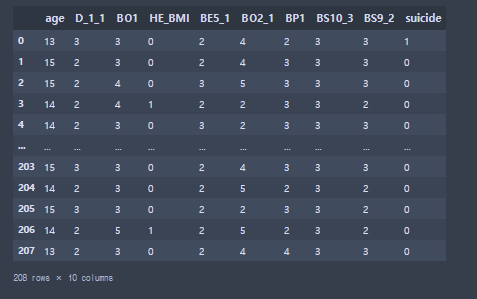 age D_1_1 BO1 HE_BMI BE5_1 BO2_1 BP1 BS10_3 BS9_2 suicide
0 13 3 3 0 2 4 2 3 3 1
1 15 2 3 0 2 4 3 3 3 0
2 15 2 4 0 3 5 3 3 3 0
3 14 2 4 1 2 2 3 3 2 0
4 14 2 3 0 3 2 3 3 3 0
... ... ... ... ... ... ... ... ... ... ...
203 15 3 3 0 2 4 3 3 3 0
204 14 2 3 0 2 5 2 3 2 0
205 15 3 3 0 2 2 3 3 2 0
206 14 2 5 1 2 5 2 3 2 0
207 13 2 3 0 2 4 4 3 3 0
208 rows × 10 columns